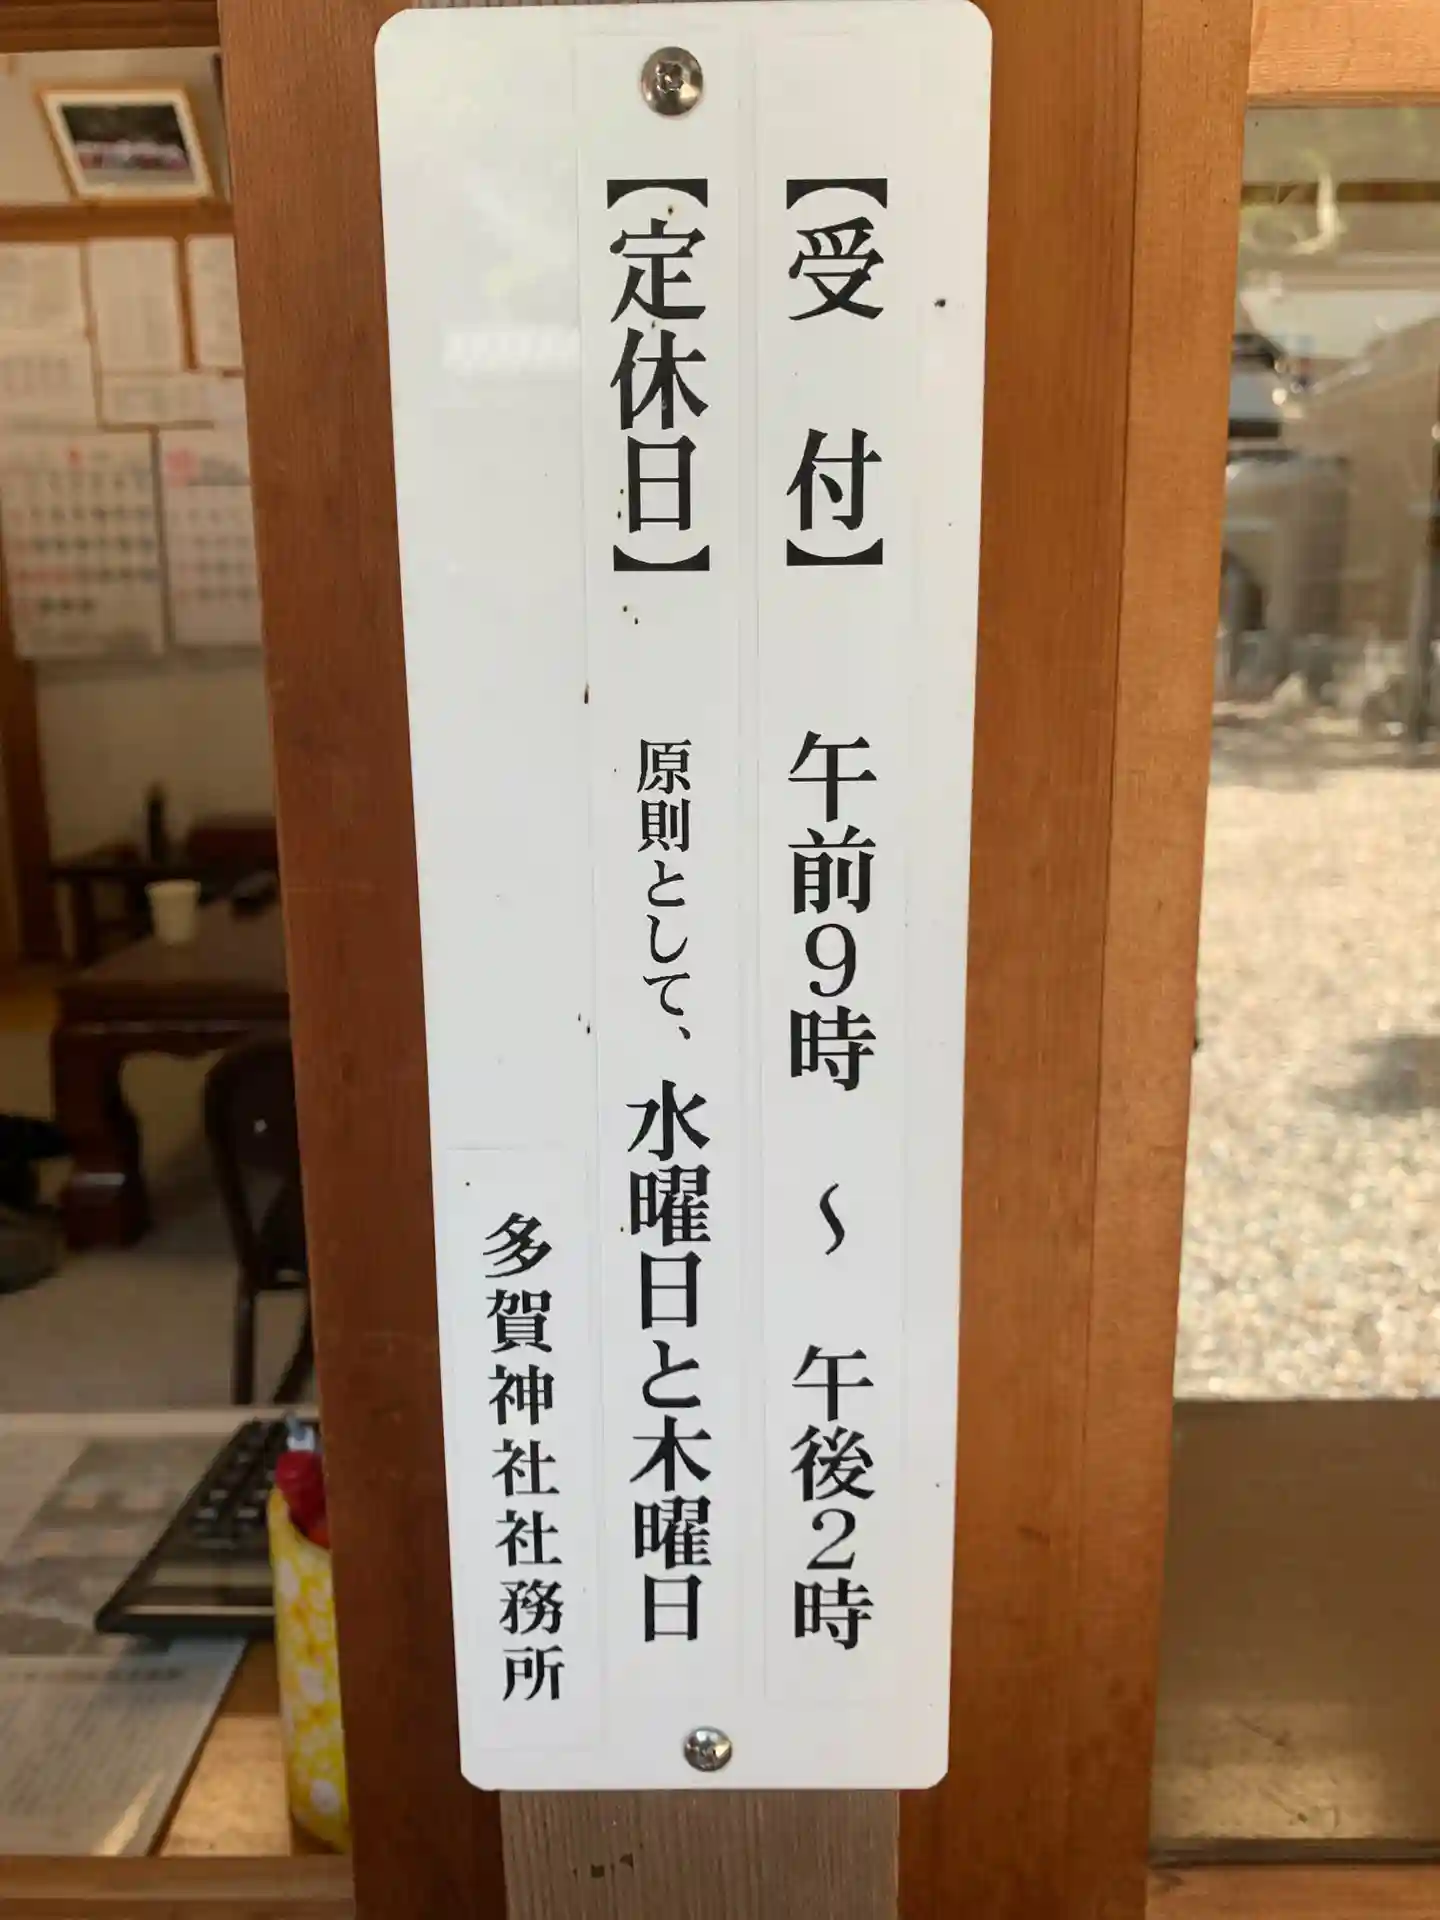 【受付】 午前9時 〜 午後2時
【定休日】 原則として、水曜日と木曜日
多賀神社社務所